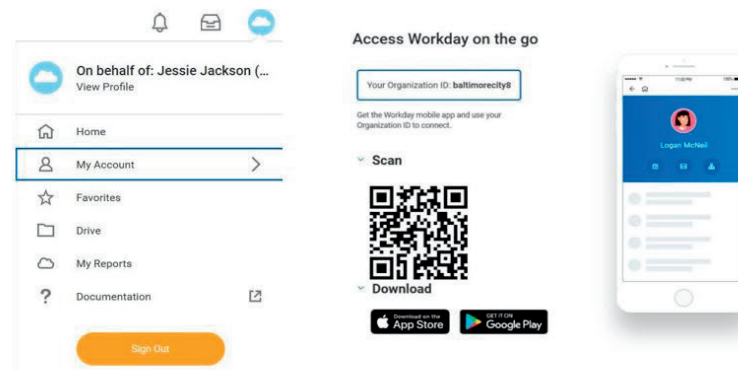 On behalf of: Jessie Jackson (...
View Profile
Home
My Account
Favorites
Drive
My Reports
?
Documentation
Sign Out
Access Workday on the go
Your Organization ID: baltimorecity8
Get the Workday mobile app and use your
Organization ID to connect.
Scan
Download
Download on the
App Store
GET IT ON
Google Play
Logan McNeil